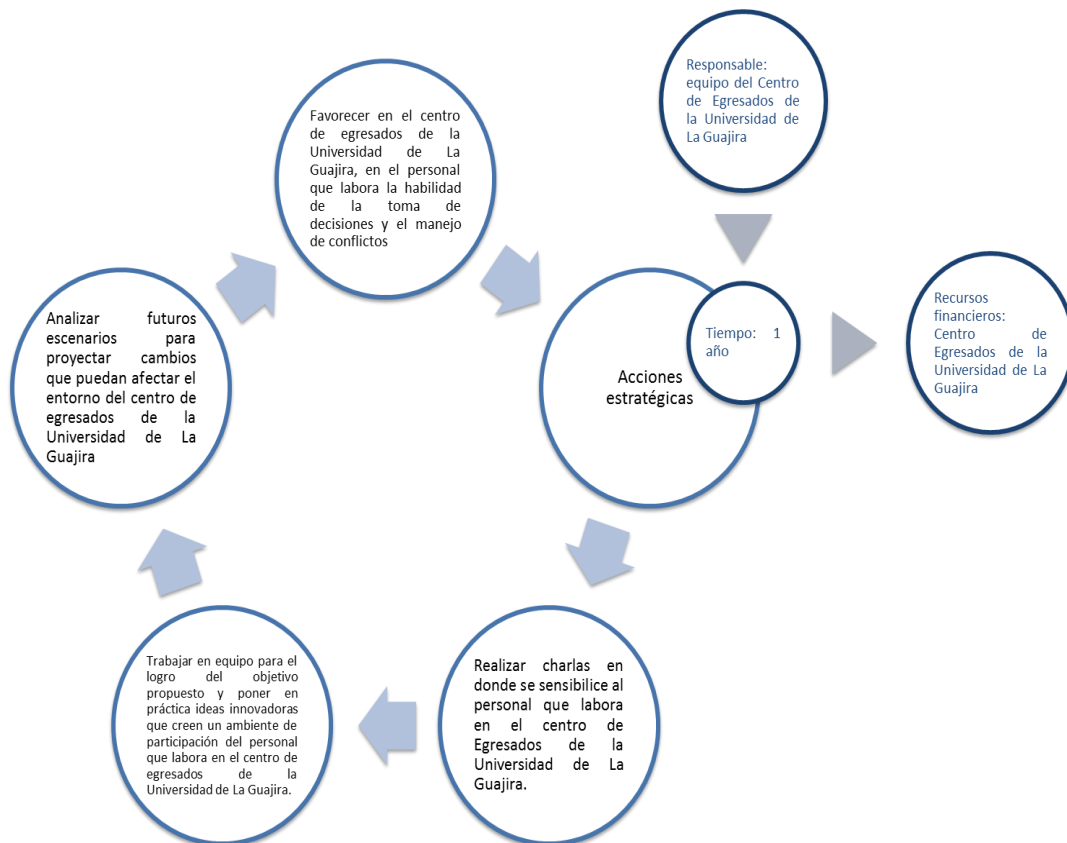 Responsable:
equipo del Centro
de Egresados de
la Universidad de
La Guajira
Favorecer en el centro
de egresados de la
Universidad de La
Guajira, en el personal
que labora la habilidad
de la toma de
decisiones y el manejo
de conflictos
Recursos
financieros:
Centro de
Egresados de la
Universidad de La
Guajira
Tiempo: 1
año
Acciones
estratégicas
Analizar futuros
escenarios para
proyectar cambios
que puedan afectar el
entorno del centro de
egresados de la
Universidad de La
Guajira
Trabajar en equipo para el
logro del objetivo
propuesto y poner en
práctica ideas innovadoras
que creen un ambiente de
participación del personal
que labora en el centro de
egresados de la
Universidad de La Guajira.
Realizar charlas en
donde se sensibilice al
personal que labora
en el centro de
Egresados de la
Universidad de La
Guajira.